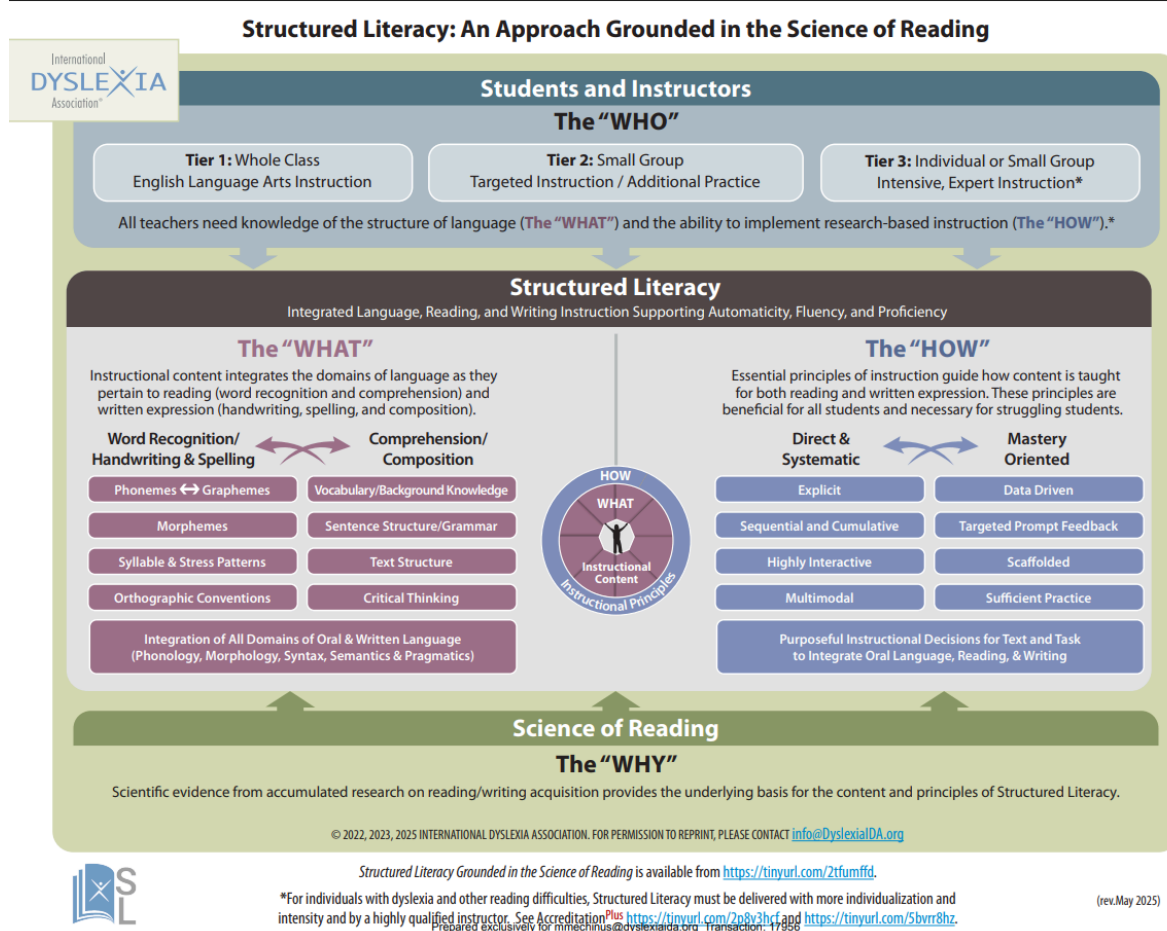 Structured Literacy: An Approach Grounded in the Science of Reading
International
DYSLEXIA
Association®
Students and Instructors
The "WHO"
Tier 1: Whole Class
English Language Arts Instruction
Tier 2: Small Group
Targeted Instruction / Additional Practice
Tier 3: Individual or Small Group
Intensive, Expert Instruction*
All teachers need knowledge of the structure of language (The "WHAT") and the ability to implement research-based instruction (The "HOW").*
Structured Literacy
Integrated Language, Reading, and Writing Instruction Supporting Automaticity, Fluency, and Proficiency
The "WHAT"
Instructional content integrates the domains of language as they
pertain to reading (word recognition and comprehension) and
written expression (handwriting, spelling, and composition).
Word Recognition/
Handwriting & Spelling
Comprehension/
Composition
Phonemes ↔ Graphemes
Vocabulary/Background Knowledge
Morphemes
Sentence Structure/Grammar
Syllable & Stress Patterns
Text Structure
Orthographic Conventions
Critical Thinking
Integration of All Domains of Oral & Written Language
(Phonology, Morphology, Syntax, Semantics & Pragmatics)
HOW
WHAT
Instructional
Content
Instructional Principles
The "HOW"
Essential principles of instruction guide how content is taught
for both reading and written expression. These principles are
beneficial for all students and necessary for struggling students.
Direct &
Systematic
Mastery
Oriented
Explicit
Data Driven
Sequential and Cumulative
Targeted Prompt Feedback
Highly Interactive
Scaffolded
Multimodal
Sufficient Practice
Purposeful Instructional Decisions for Text and Task
to Integrate Oral Language, Reading, & Writing
Science of Reading
The "WHY"
Scientific evidence from accumulated research on reading/writing acquisition provides the underlying basis for the content and principles of Structured Literacy.
© 2022, 2023, 2025 INTERNATIONAL DYSLEXIA ASSOCIATION. FOR PERMISSION TO REPRINT, PLEASE CONTACT info@DyslexiaIDA.org
SL
Structured Literacy Grounded in the Science of Reading is available from https://tinyurl.com/2tfumffd.
*For individuals with dyslexia and other reading difficulties, Structured Literacy must be delivered with more individualization and
intensity and by a highly qualified instructor. See AccreditationPlus https://tinyurl.com/2p8v3hcf and https://tinyurl.com/5bvrr8hz.
(rev.May 2025)
Prepared exclusively for mmechinus@dyslexiaida.org Transaction: 17956